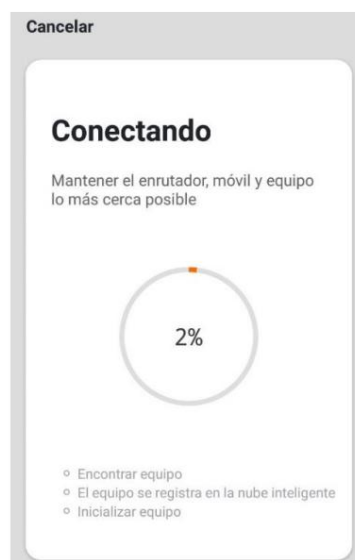 Cancelar
Conectando
Mantener el enrutador, móvil y equipo
lo más cerca posible
2%
Encontrar equipo
El equipo se registra en la nube inteligente
Inicializar equipo